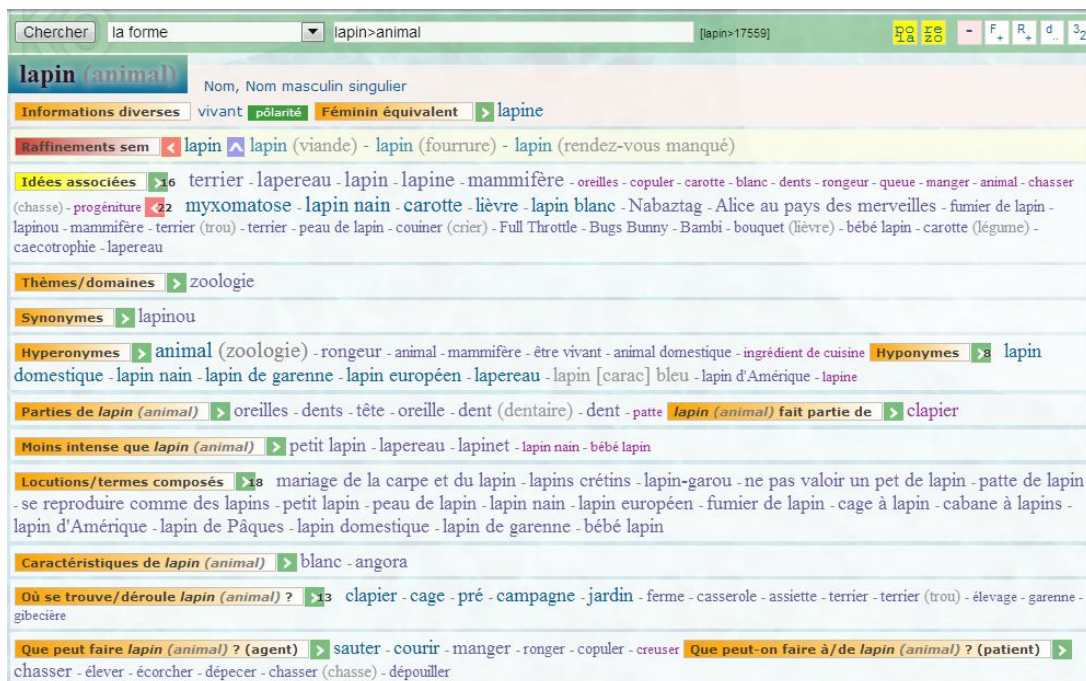 Chercher la forme lapin>animal [lapin>17559] po la re zo - F+ R+ d.. 32
lapin (animal) Nom, Nom masculin singulier
Informations diverses vivant pôlarité Féminin équivalent > lapine
Raffinements sem < lapin ^ lapin (viande) - lapin (fourrure) - lapin (rendez-vous manqué)
Idées associées >16 terrier - lapereau - lapin - lapine - mammifère - oreilles - copuler - carotte - blanc - dents - rongeur - queue - manger - animal - chasser
(chasse) - progéniture <22 myxomatose - lapin nain - carotte - lièvre - lapin blanc - Nabaztag - Alice au pays des merveilles - fumier de lapin -
lapinou - mammifère - terrier (trou) - terrier - peau de lapin - couiner (crier) - Full Throttle - Bugs Bunny - Bambi - bouquet (lièvre) - bébé lapin - carotte (légume) -
caecotrophie - lapereau
Thèmes/domaines > zoologie
Synonymes > lapinou
Hyperonymes > animal (zoologie) - rongeur - animal - mammifère - être vivant - animal domestique - ingrédient de cuisine Hyponymes >8 lapin
domestique - lapin nain - lapin de garenne - lapin européen - lapereau - lapin [carac] bleu - lapin d'Amérique - lapine
Parties de lapin (animal) > oreilles - dents - tête - oreille - dent (dentaire) - dent - patte lapin (animal) fait partie de > clapier
Moins intense que lapin (animal) > petit lapin - lapereau - lapinet - lapin nain - bébé lapin
Locutions/termes composés >18 mariage de la carpe et du lapin - lapins crétins - lapin-garou - ne pas valoir un pet de lapin - patte de lapin
- se reproduire comme des lapins - petit lapin - peau de lapin - lapin nain - lapin européen - fumier de lapin - cage à lapin - cabane à lapins -
lapin d'Amérique - lapin de Pâques - lapin domestique - lapin de garenne - bébé lapin
Caractéristiques de lapin (animal) > blanc - angora
Où se trouve/déroule lapin (animal) ? >13 clapier - cage - pré - campagne - jardin - ferme - casserole - assiette - terrier - terrier (trou) - élevage - garenne -
gibecière
Que peut faire lapin (animal) ? (agent) > sauter - courir - manger - ronger - copuler - creuser Que peut-on faire à/de lapin (animal) ? (patient) >
chasser - élever - écorcher - dépecer - chasser (chasse) - dépouiller